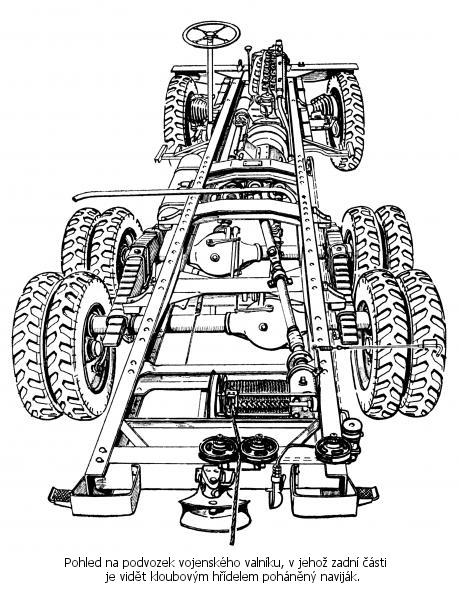 Pohled na podvozek vojenského valníku, v jehož zadní části
je vidět kloubovým hřídelem poháněný naviják.